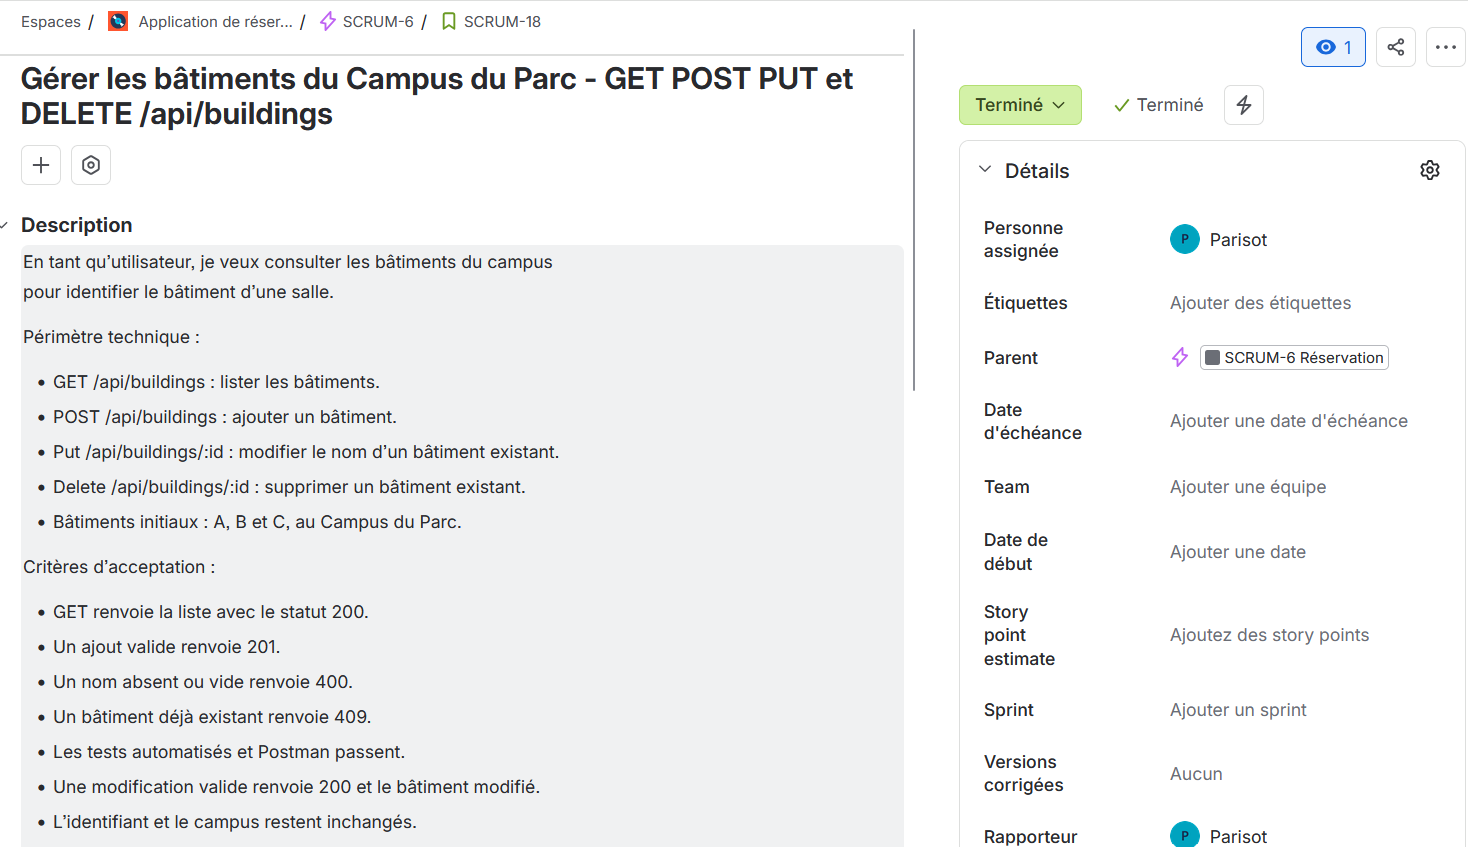 Espaces / Application de réser... / SCRUM-6 / SCRUM-18
Gérer les bâtiments du Campus du Parc - GET POST PUT et
DELETE /api/buildings
Description
En tant qu’utilisateur, je veux consulter les bâtiments du campus
pour identifier le bâtiment d’une salle.
Périmètre technique :
• GET /api/buildings : lister les bâtiments.
• POST /api/buildings : ajouter un bâtiment.
• Put /api/buildings/:id : modifier le nom d’un bâtiment existant.
• Delete /api/buildings/:id : supprimer un bâtiment existant.
• Bâtiments initiaux : A, B et C, au Campus du Parc.
Critères d’acceptation :
• GET renvoie la liste avec le statut 200.
• Un ajout valide renvoie 201.
• Un nom absent ou vide renvoie 400.
• Un bâtiment déjà existant renvoie 409.
• Les tests automatisés et Postman passent.
• Une modification valide renvoie 200 et le bâtiment modifié.
• L’identifiant et le campus restent inchangés.
1
Terminé
Terminé
Détails
Personne
assignée
P Parisot
Étiquettes
Ajouter des étiquettes
Parent
SCRUM-6 Réservation
Date
d'échéance
Ajouter une date d'échéance
Team
Ajouter une équipe
Date de
début
Ajouter une date
Story
point
estimate
Ajoutez des story points
Sprint
Ajouter un sprint
Versions
corrigées
Aucun
Rapporteur
P Parisot